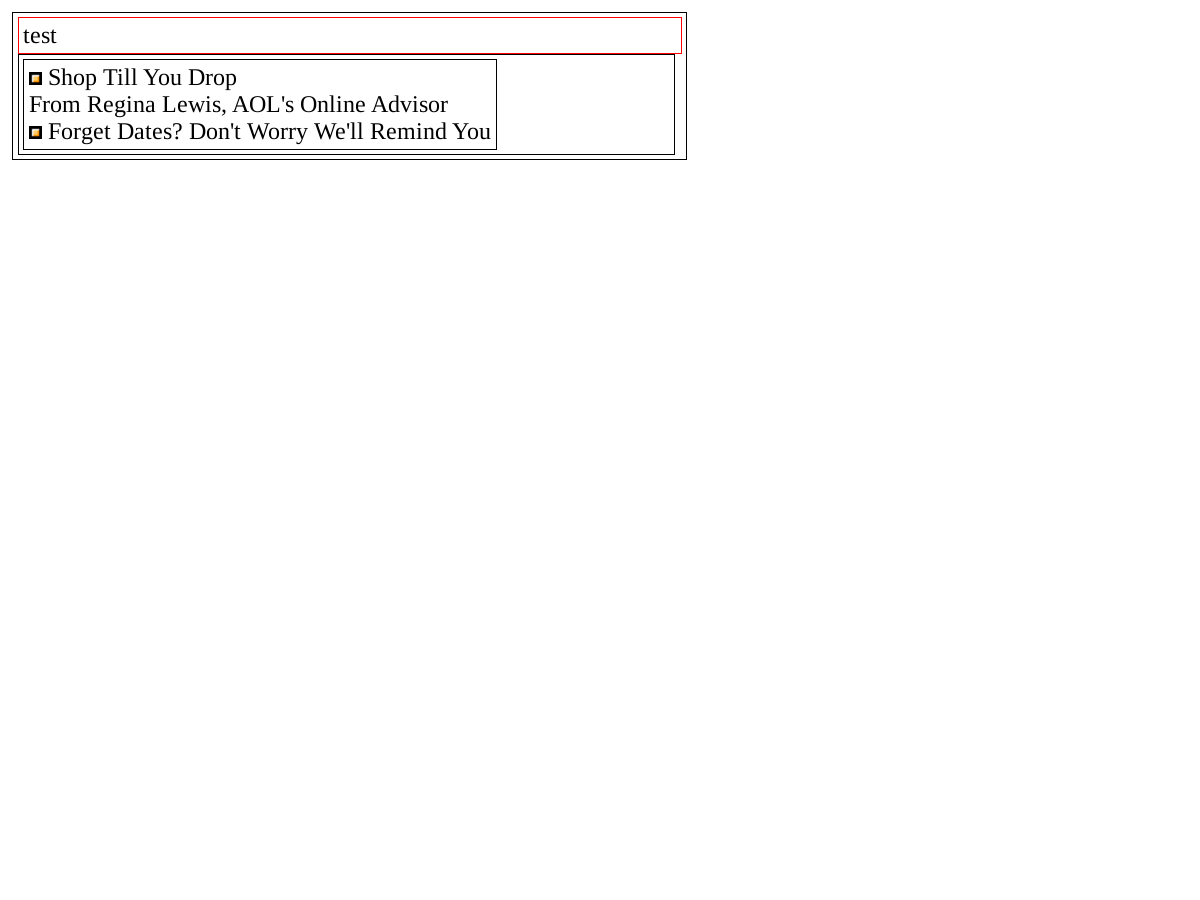 test
Shop Till You Drop
From Regina Lewis, AOL's Online Advisor
Forget Dates? Don't Worry We'll Remind You